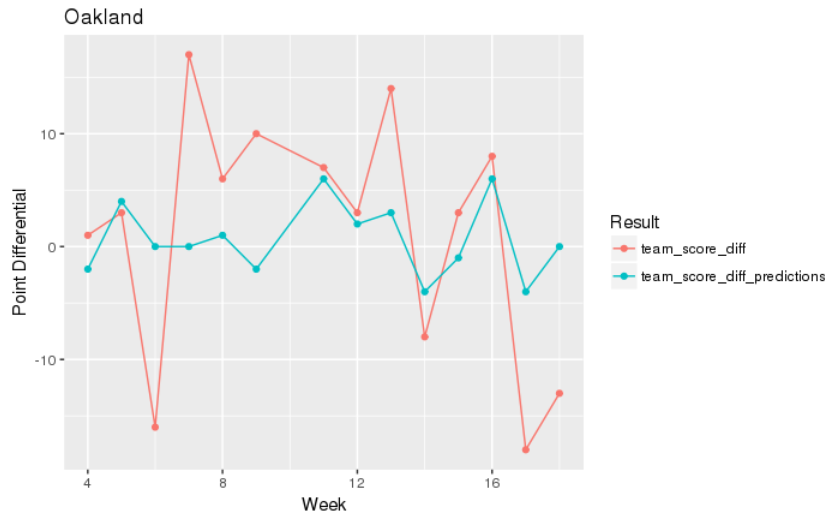 Oakland
10
0
-10
Point Differential
4 8 12 16
Week
Result
team_score_diff
team_score_diff_predictions